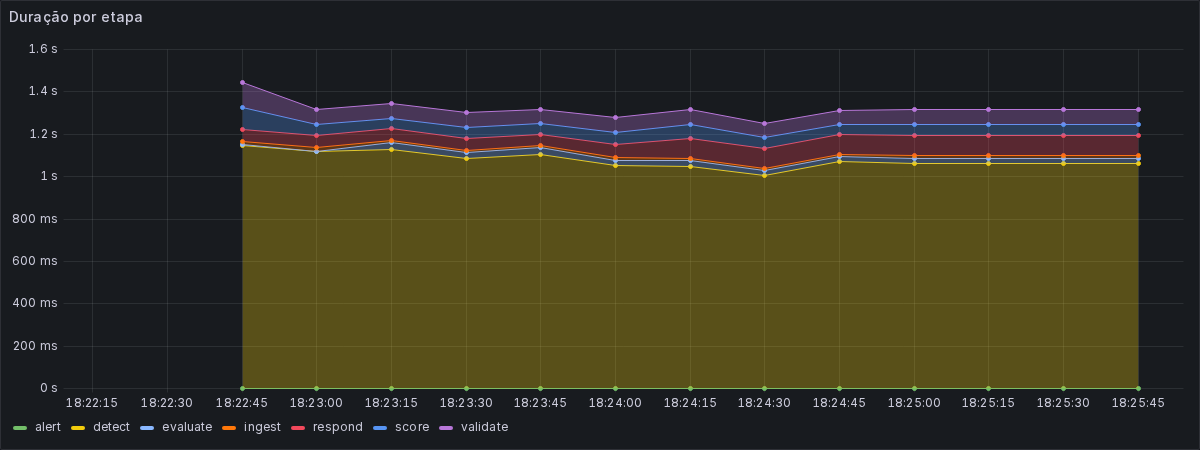 Duração por etapa
1.6 s
1.4 s
1.2 s
1 s
800 ms
600 ms
400 ms
200 ms
0 s
18:22:15 18:22:30 18:22:45 18:23:00 18:23:15 18:23:30 18:23:45 18:24:00 18:24:15 18:24:30 18:24:45 18:25:00 18:25:15 18:25:30 18:25:45
alert detect evaluate ingest respond score validate